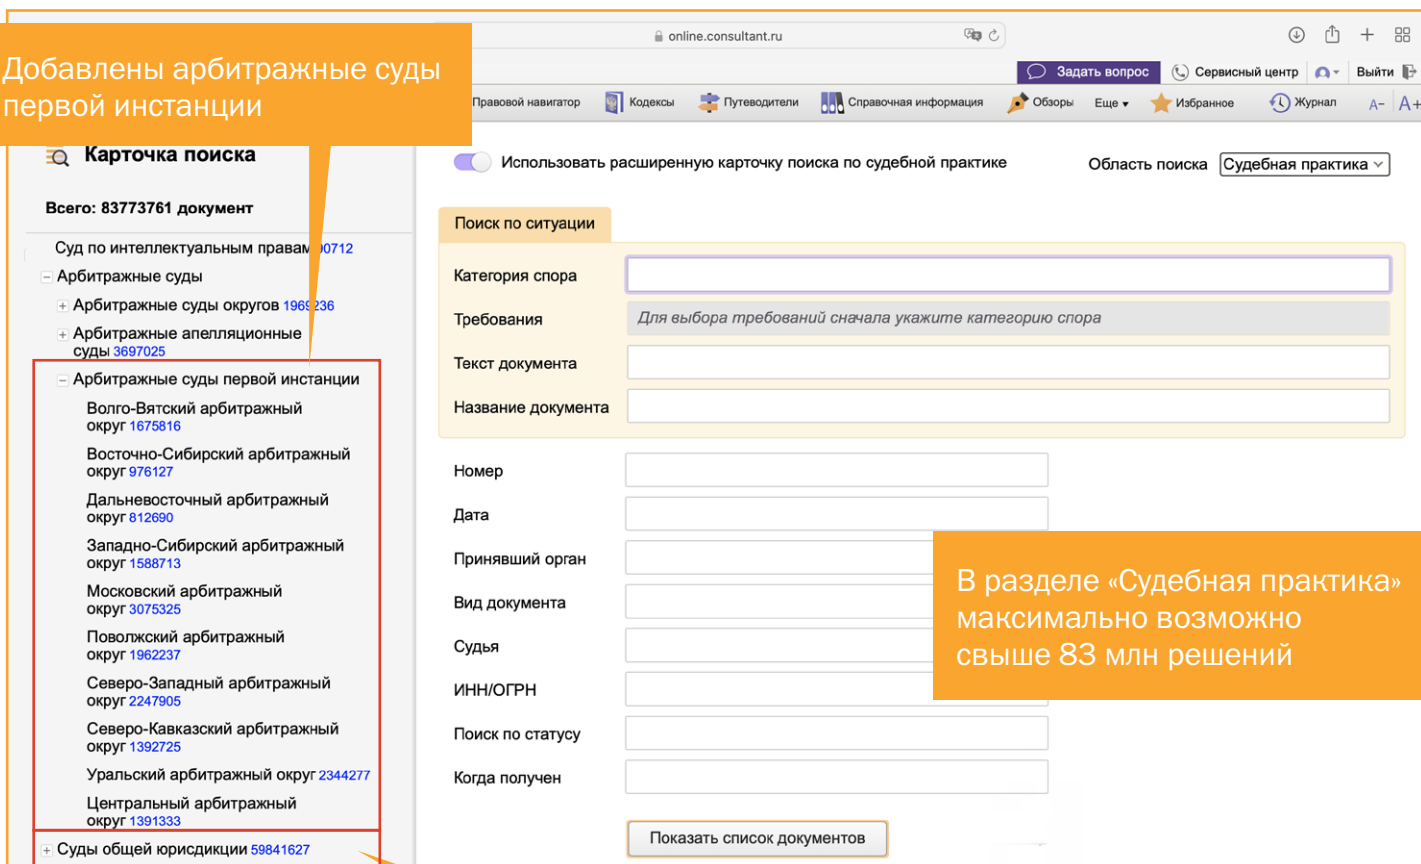 Добавлены арбитражные суды
первой инстанции
online.consultant.ru
Задать вопрос
Сервисный центр
Выйти
Правовой навигатор
Кодексы
Путеводители
Справочная информация
Обзоры
Еще
Избранное
Журнал
A−
A+
Карточка поиска
Всего: 83773761 документ
Суд по интеллектуальным правам 90712
Арбитражные суды
Арбитражные суды округов 1969236
Арбитражные апелляционные
суды 3697025
Арбитражные суды первой инстанции
Волго-Вятский арбитражный
округ 1675816
Восточно-Сибирский арбитражный
округ 976127
Дальневосточный арбитражный
округ 812690
Западно-Сибирский арбитражный
округ 1588713
Московский арбитражный
округ 3075325
Поволжский арбитражный
округ 1962237
Северо-Западный арбитражный
округ 2247905
Северо-Кавказский арбитражный
округ 1392725
Уральский арбитражный округ 2344277
Центральный арбитражный
округ 1391333
Суды общей юрисдикции 59841627
Использовать расширенную карточку поиска по судебной практике
Область поиска
Судебная практика
Поиск по ситуации
Категория спора
Требования
Для выбора требований сначала укажите категорию спора
Текст документа
Название документа
Номер
Дата
Принявший орган
Вид документа
Судья
ИНН/ОГРН
Поиск по статусу
Когда получен
Показать список документов
В разделе «Судебная практика»
максимально возможно
свыше 83 млн решений